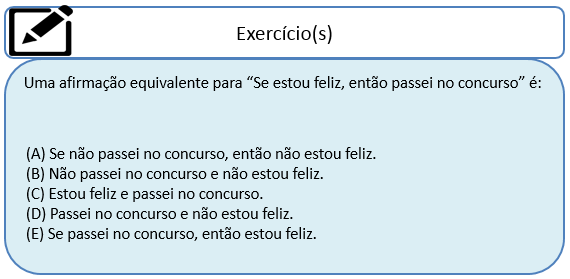 Exercício(s)
Uma afirmação equivalente para “Se estou feliz, então passei no concurso” é:
(A) Se não passei no concurso, então não estou feliz.
(B) Não passei no concurso e não estou feliz.
(C) Estou feliz e passei no concurso.
(D) Passei no concurso e não estou feliz.
(E) Se passei no concurso, então estou feliz.